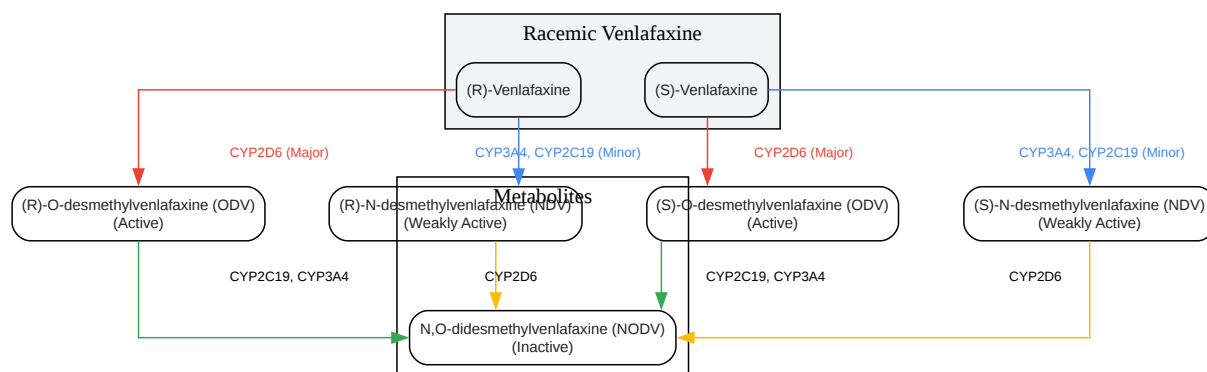 Racemic Venlafaxine
(R)-Venlafaxine
(S)-Venlafaxine
CYP2D6 (Major)
CYP3A4, CYP2C19 (Minor)
CYP2D6 (Major)
CYP3A4, CYP2C19 (Minor)
Metabolites
(R)-O-desmethylvenlafaxine (ODV)
(Active)
(R)-N-desmethylvenlafaxine (NDV)
(Weakly Active)
(S)-O-desmethylvenlafaxine (ODV)
(Active)
(S)-N-desmethylvenlafaxine (NDV)
(Weakly Active)
CYP2C19, CYP3A4
CYP2D6
CYP2C19, CYP3A4
CYP2D6
N,O-didesmethylvenlafaxine (NODV)
(Inactive)